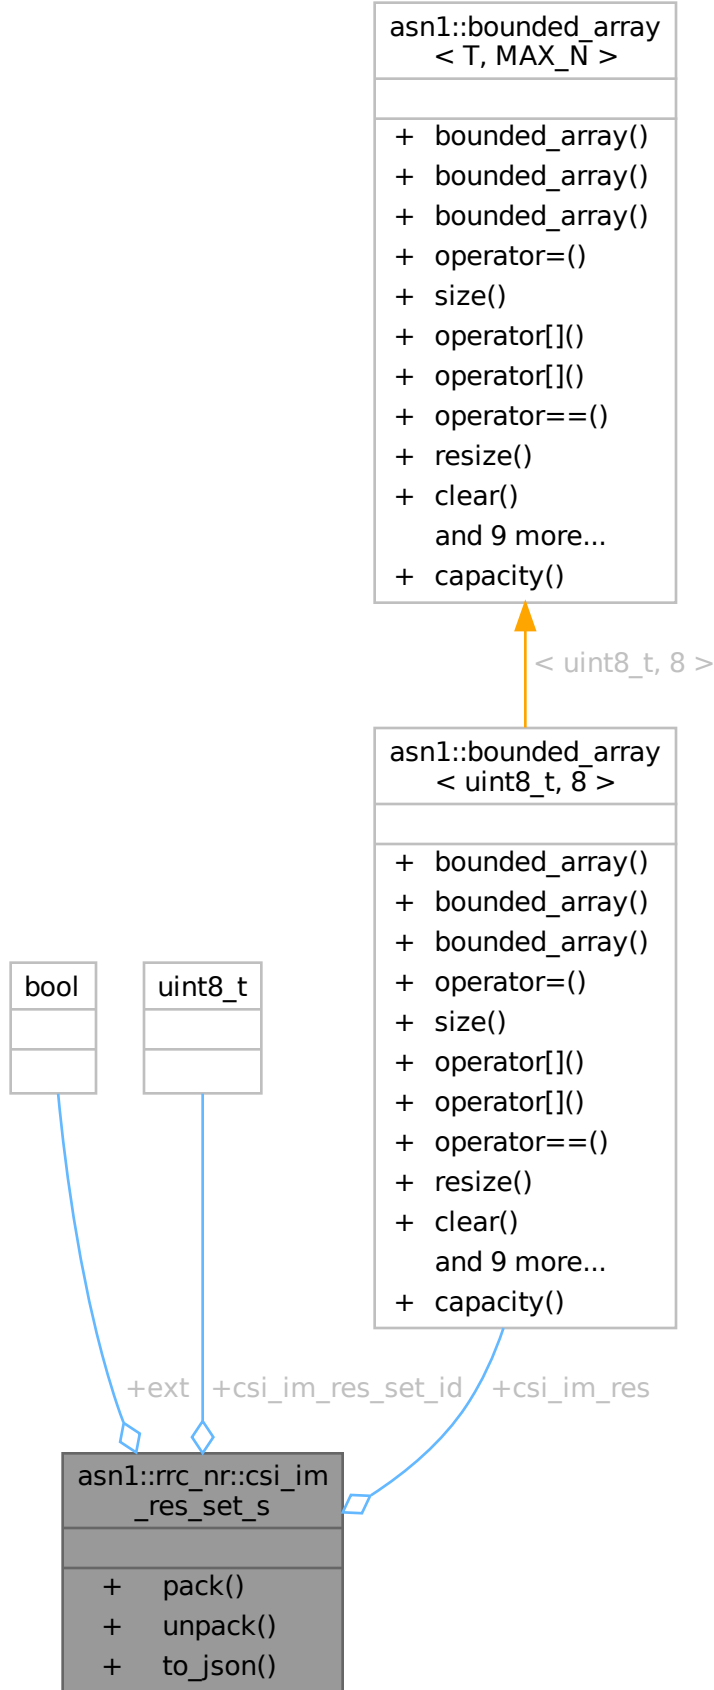 asn1::bounded_array
< T, MAX_N >
+ bounded_array()
+ bounded_array()
+ bounded_array()
+ operator=()
+ size()
+ operator[]()
+ operator[]()
+ operator==()
+ resize()
+ clear()
and 9 more...
+ capacity()
< uint8_t, 8 >
asn1::bounded_array
< uint8_t, 8 >
+ bounded_array()
+ bounded_array()
+ bounded_array()
+ operator=()
+ size()
+ operator[]()
+ operator[]()
+ operator==()
+ resize()
+ clear()
and 9 more...
+ capacity()
bool
uint8_t
+ext
+csi_im_res_set_id
+csi_im_res
asn1::rrc_nr::csi_im
_res_set_s
+ pack()
+ unpack()
+ to_json()